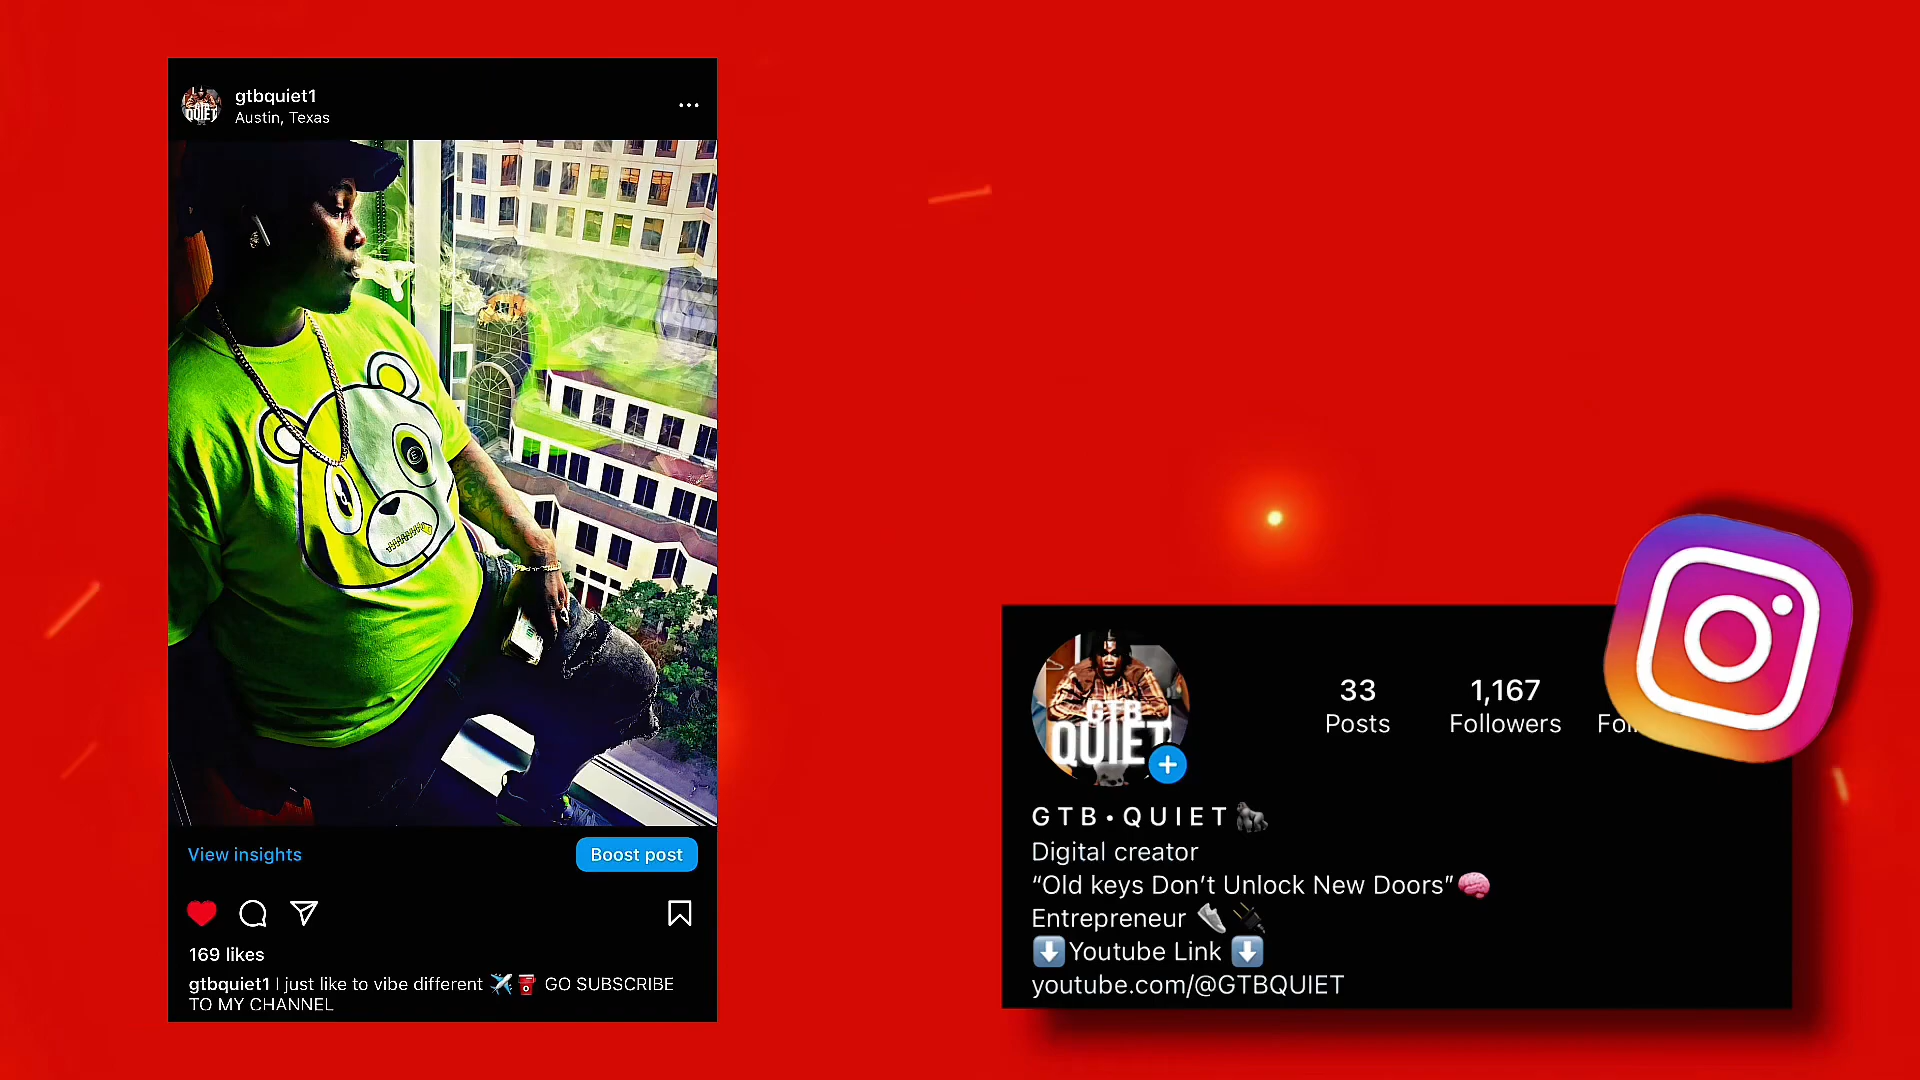 gtbquiet1
Austin, Texas
View insights
Boost post
169 likes
gtbquiet1 I just like to vibe different ✈️ GO SUBSCRIBE
TO MY CHANNEL
GTB
QUIET
33
Posts
1,167
Followers
G T B • Q U I E T 🦍
Digital creator
“Old keys Don’t Unlock New Doors”🧠
Entrepreneur 👟 🔌
⬇️Youtube Link ⬇️
youtube.com/@GTBQUIET